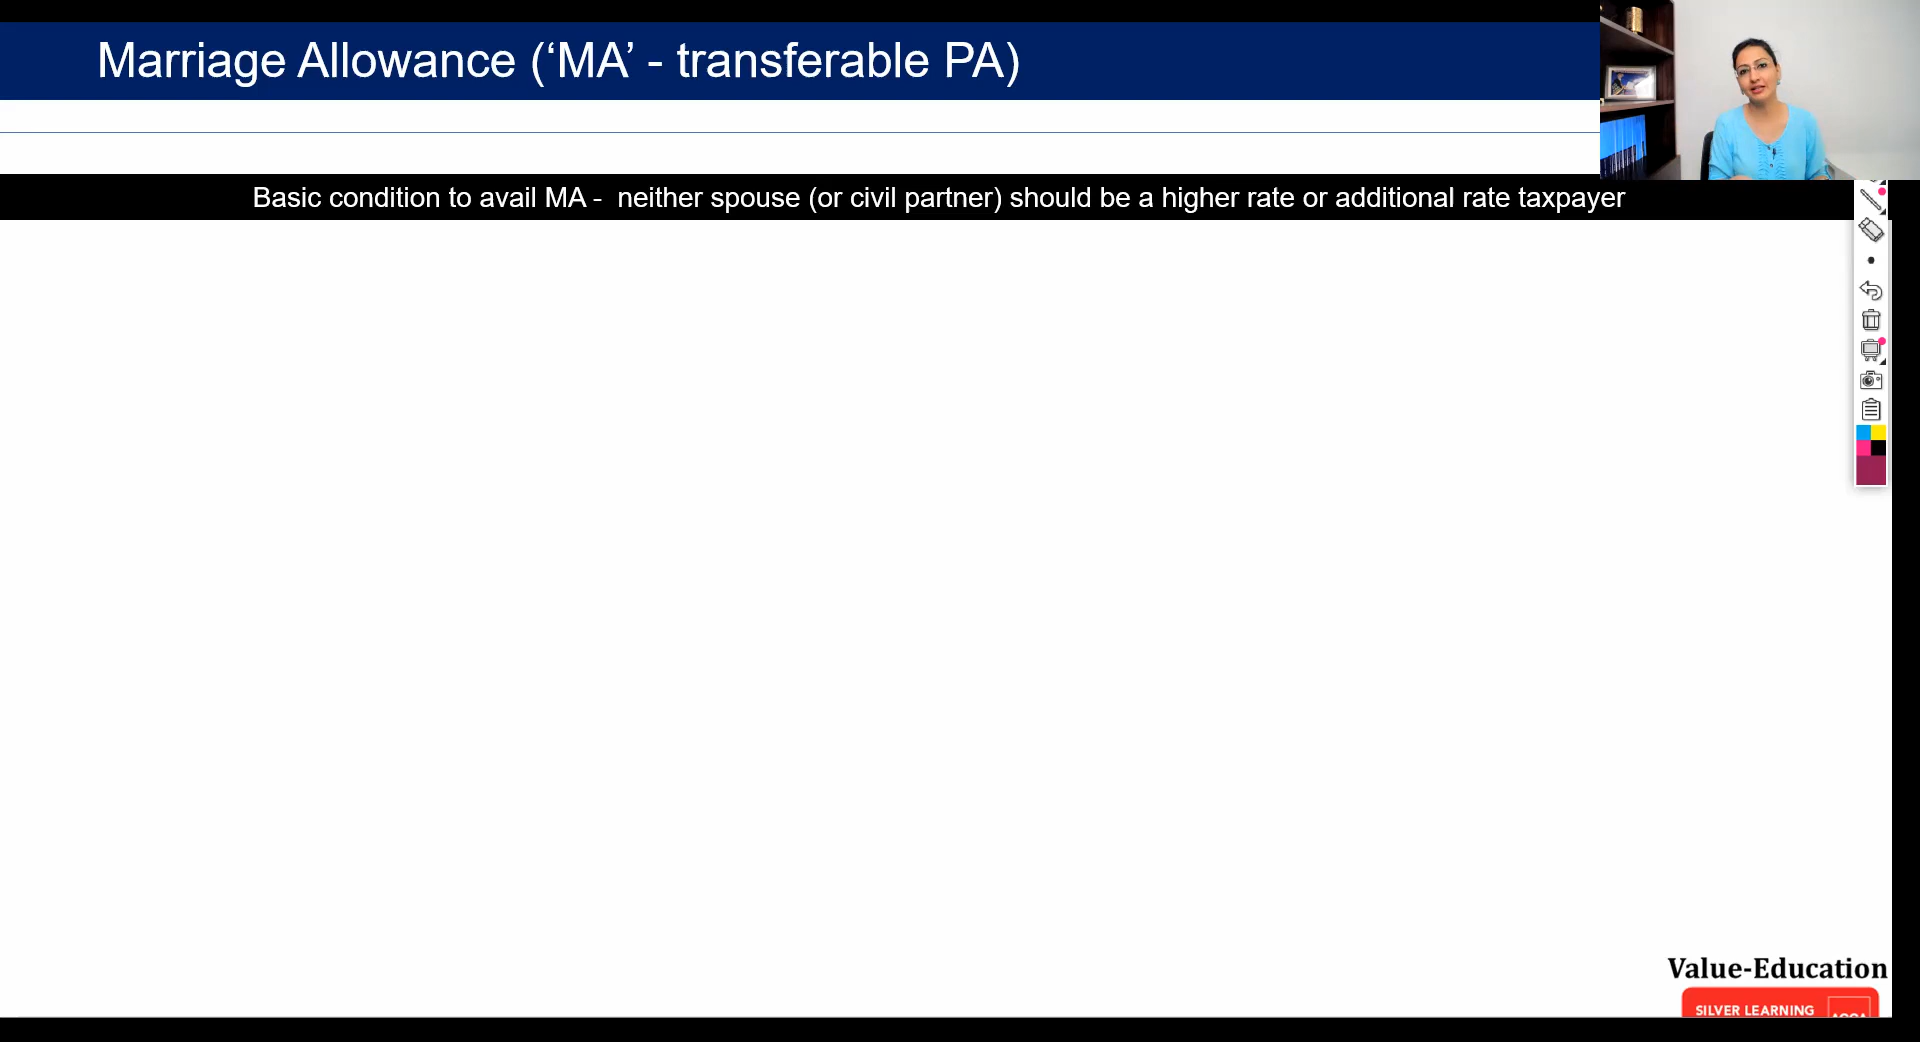 Marriage Allowance (‘MA’ - transferable PA)
Basic condition to avail MA -  neither spouse (or civil partner) should be a higher rate or additional rate taxpayer
Value-Education
SILVER LEARNING
ACCA